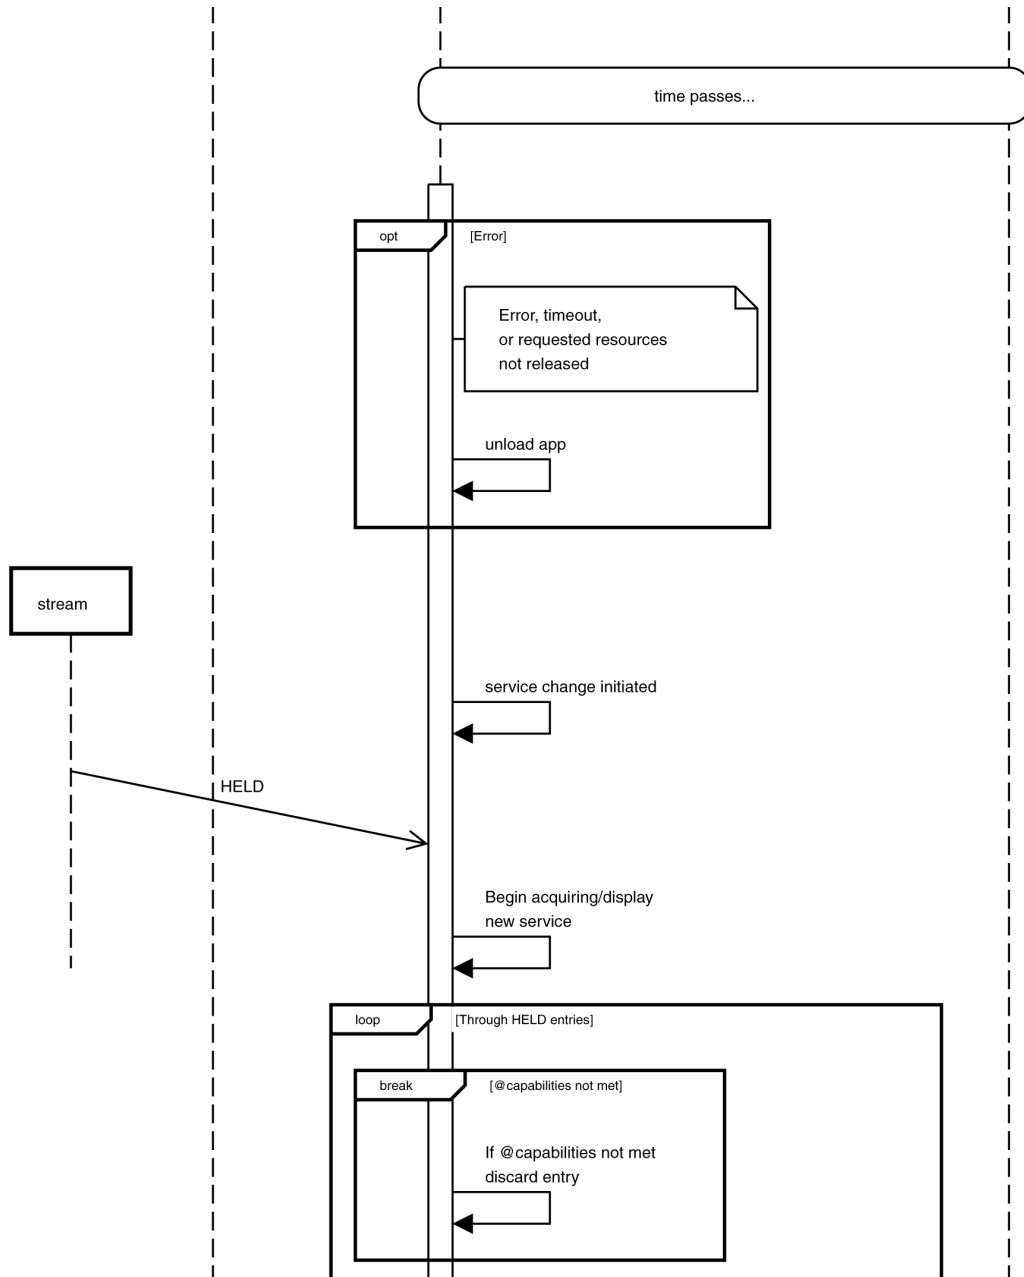 time passes...
opt
[Error]
Error, timeout,
or requested resources
not released
unload app
stream
service change initiated
HELD
Begin acquiring/display
new service
loop
[Through HELD entries]
break
[@capabilities not met]
If @capabilities not met
discard entry